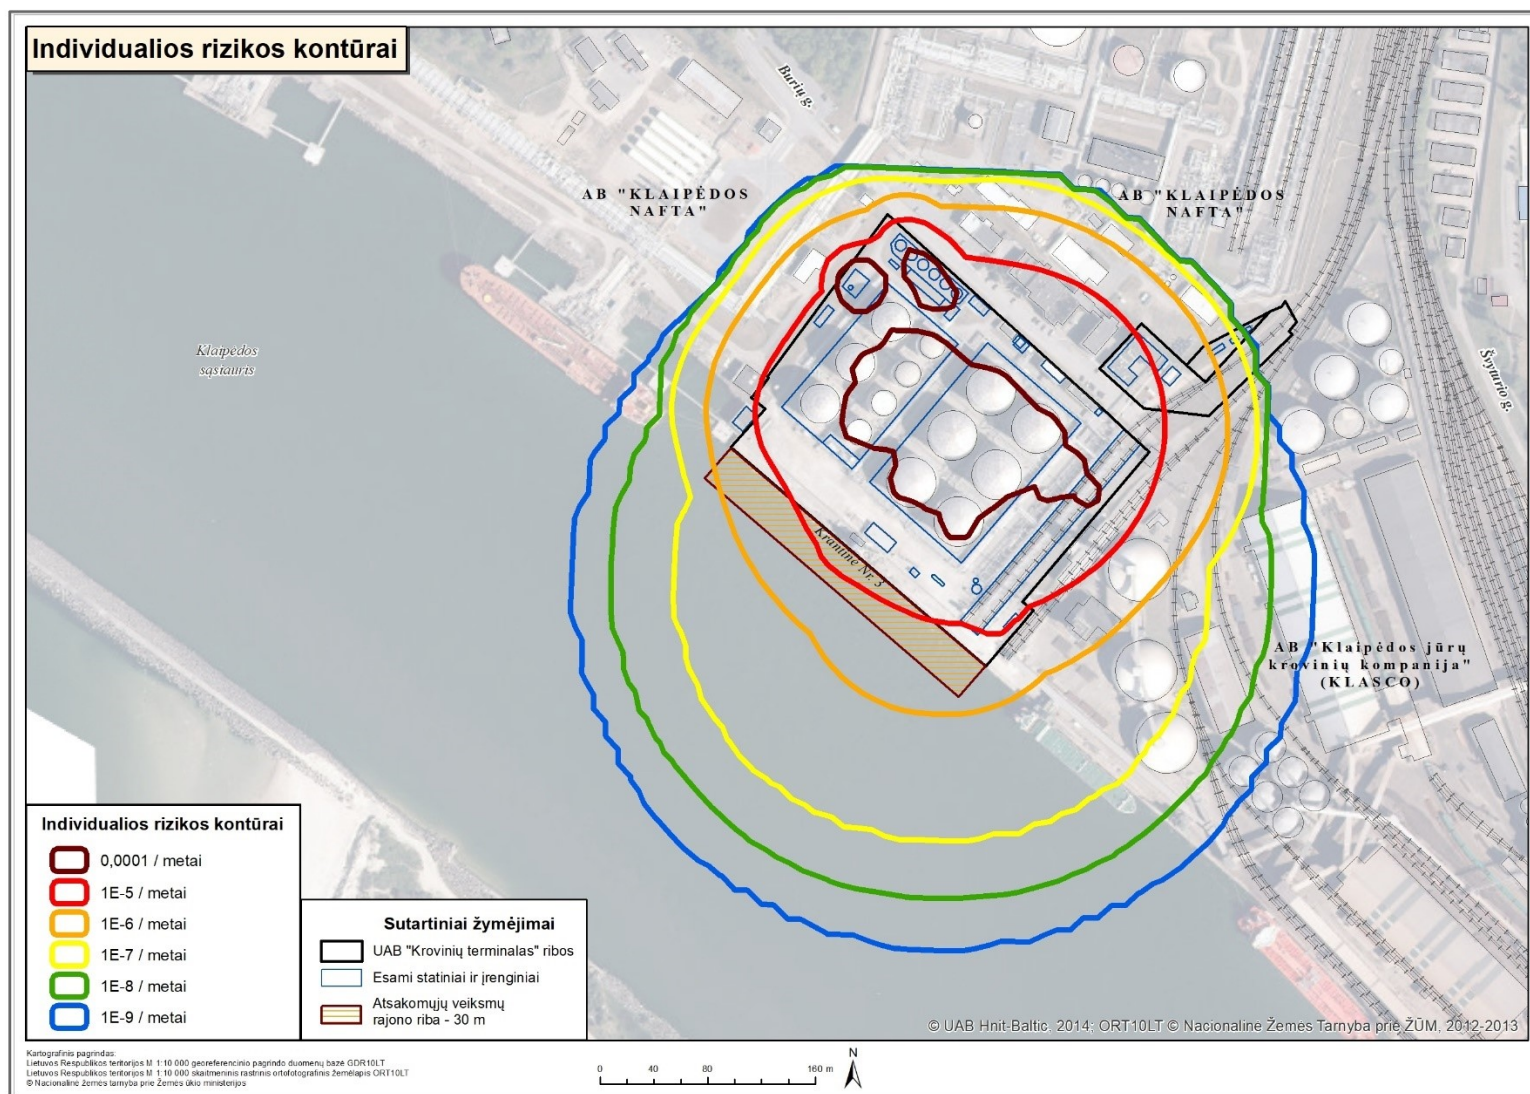 Individualios rizikos kontūrai
Burių g.
AB "KLAIPĖDOS
NAFTA"
AB "KLAIPĖDOS
NAFTA"
Klaipėdos
sąsiauris
Švyturio g.
Krantinė Nr. 3
AB "Klaipėdos jūrų
krovinių kompanija"
(KLASCO)
Individualios rizikos kontūrai
0,0001 / metai
1E-5 / metai
1E-6 / metai
1E-7 / metai
1E-8 / metai
1E-9 / metai
Sutartiniai žymėjimai
UAB "Krovinių terminalas" ribos
Esami statiniai ir įrenginiai
Atsakomųjų veiksmų
rajono riba - 30 m
© UAB Hnit-Baltic, 2014; ORT10LT © Nacionalinė Žemės Tarnyba prie ŽŪM, 2012-2013
Kartografinis pagrindas:
Lietuvos Respublikos teritorijos M 1:10 000 georeferencinio pagrindo duomenų bazė GDR10LT
Lietuvos Respublikos teritorijos M 1:10 000 skaitmeninis rastrinis ortofotografinis žemėlapis ORT10LT
© Nacionalinė žemės tarnyba prie Žemės ūkio ministerijos
0 40 80 160 m
N